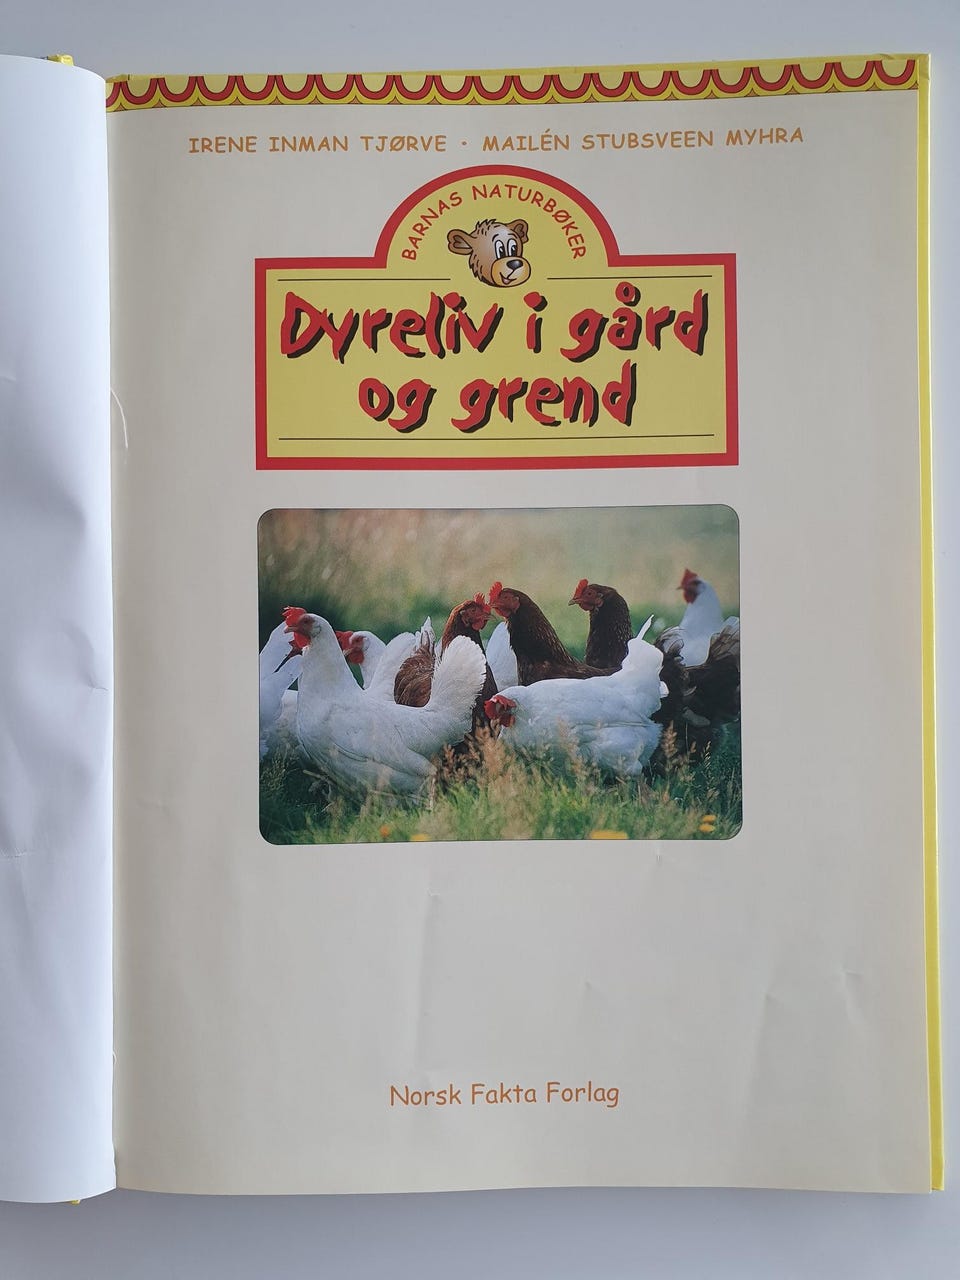 IRENE INMAN TJØRVE • MAILÉN STUBSVEEN MYHRA
BARNAS NATURBØKER
Dyreliv i gård
og grend
Norsk Fakta Forlag